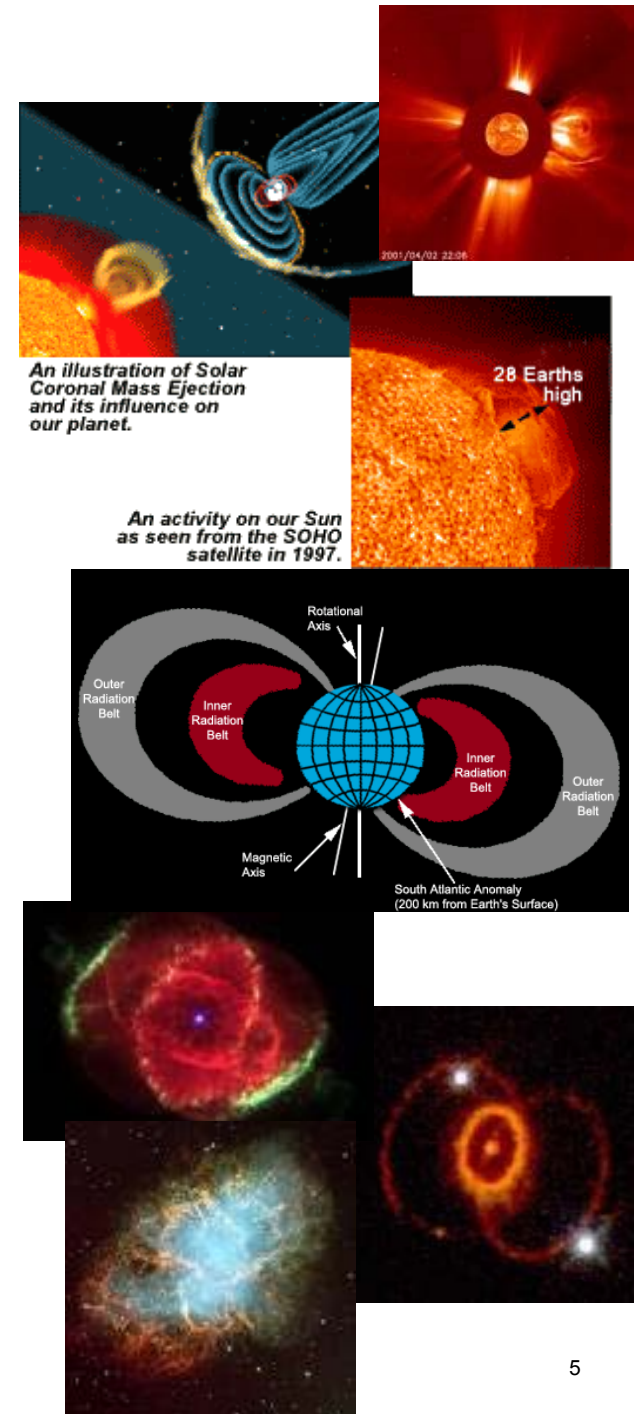 2001/04/02 22:06
An illustration of Solar
Coronal Mass Ejection
and its influence on
our planet.
28 Earths
high
An activity on our Sun
as seen from the SOHO
satellite in 1997.
Rotational
Axis
Outer
Radiation
Belt
Inner
Radiation
Belt
Inner
Radiation
Belt
Outer
Radiation
Belt
Magnetic
Axis
South Atlantic Anomaly
(200 km from Earth's Surface)
5